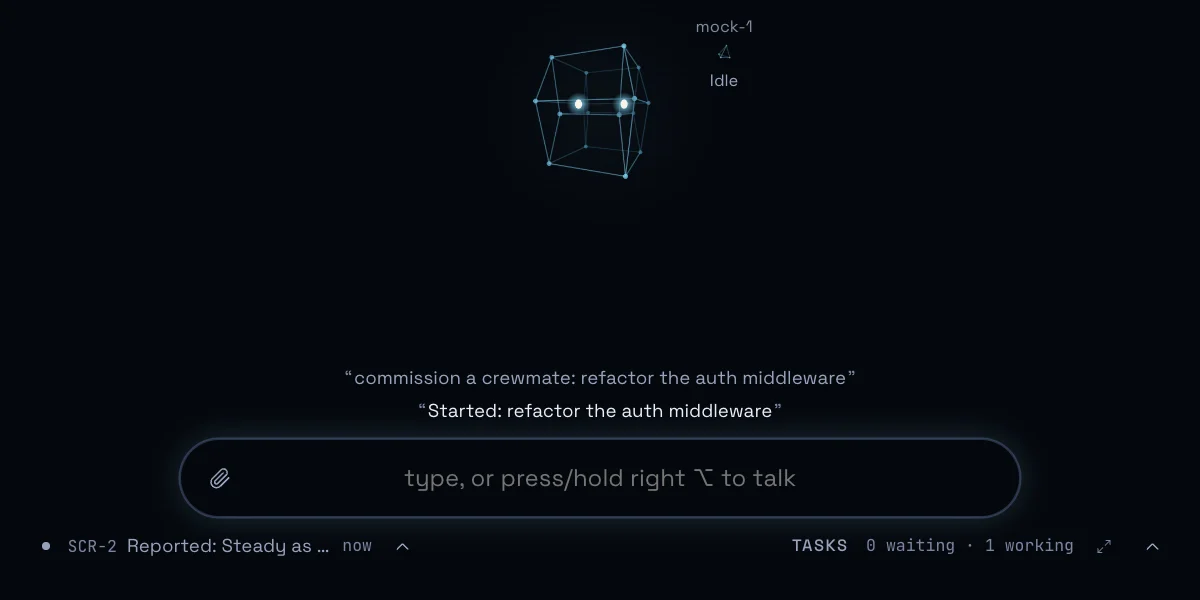 mock-1
Idle
“commission a crewmate: refactor the auth middleware”
“Started: refactor the auth middleware”
type, or press/hold right ⌥ to talk
SCR-2 Reported: Steady as … now
TASKS 0 waiting · 1 working